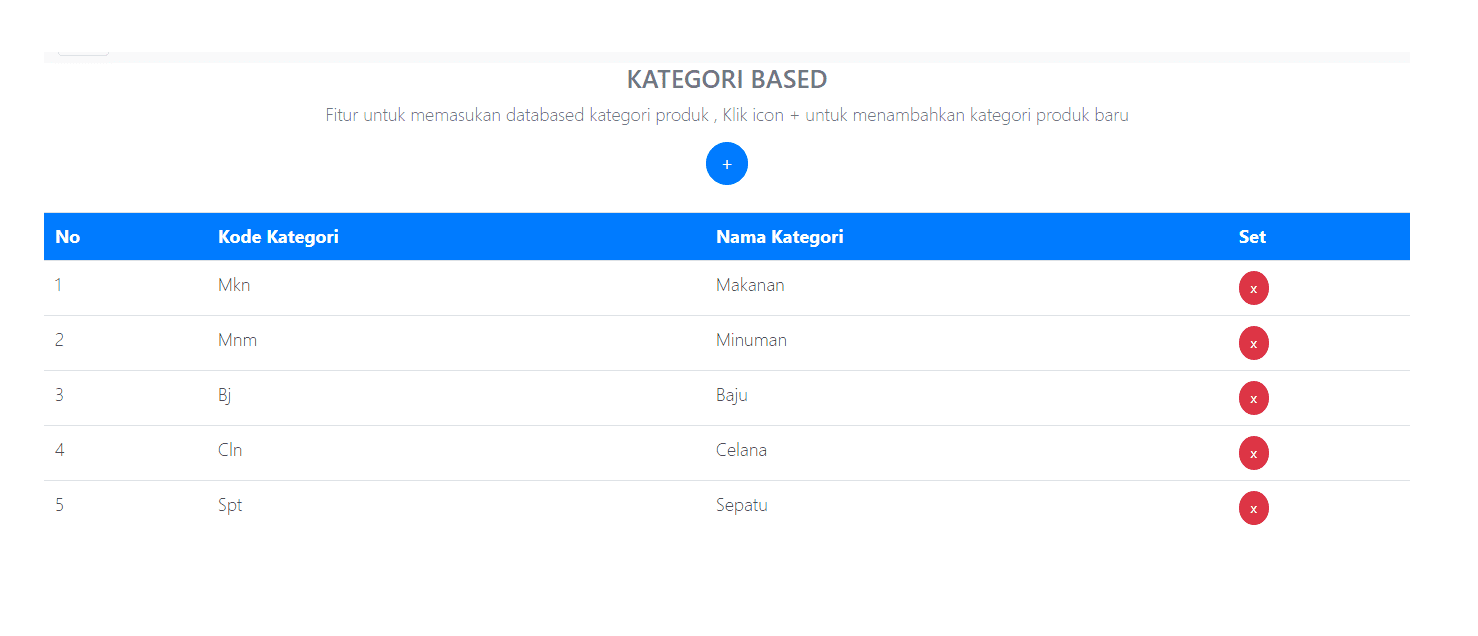 KATEGORI BASED
Fitur untuk memasukan databased kategori produk , Klik icon + untuk menambahkan kategori produk baru
+
No Kode Kategori Nama Kategori Set
1 Mkn Makanan x
2 Mnm Minuman x
3 Bj Baju x
4 Cln Celana x
5 Spt Sepatu x